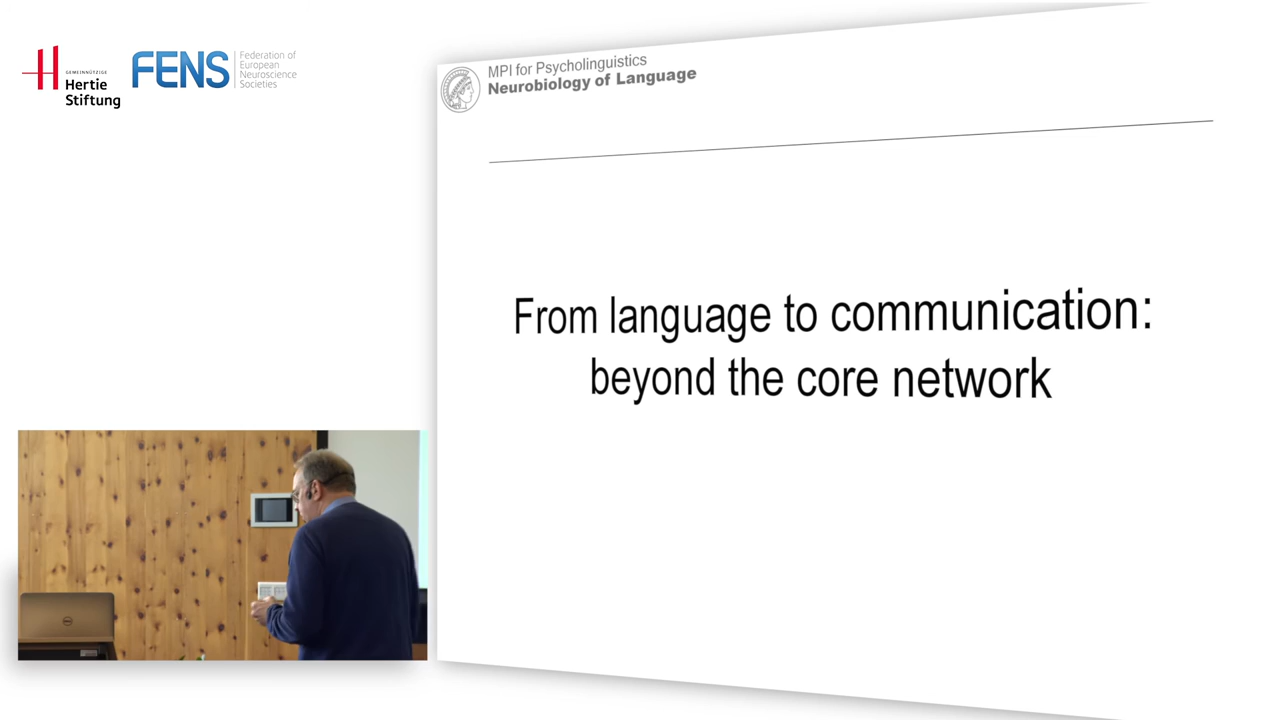 GEMEINNÜTZIGE
Hertie
Stiftung
FENS
Federation of
European
Neuroscience
Societies
MPI for Psycholinguistics
Neurobiology of Language
From language to communication:
beyond the core network